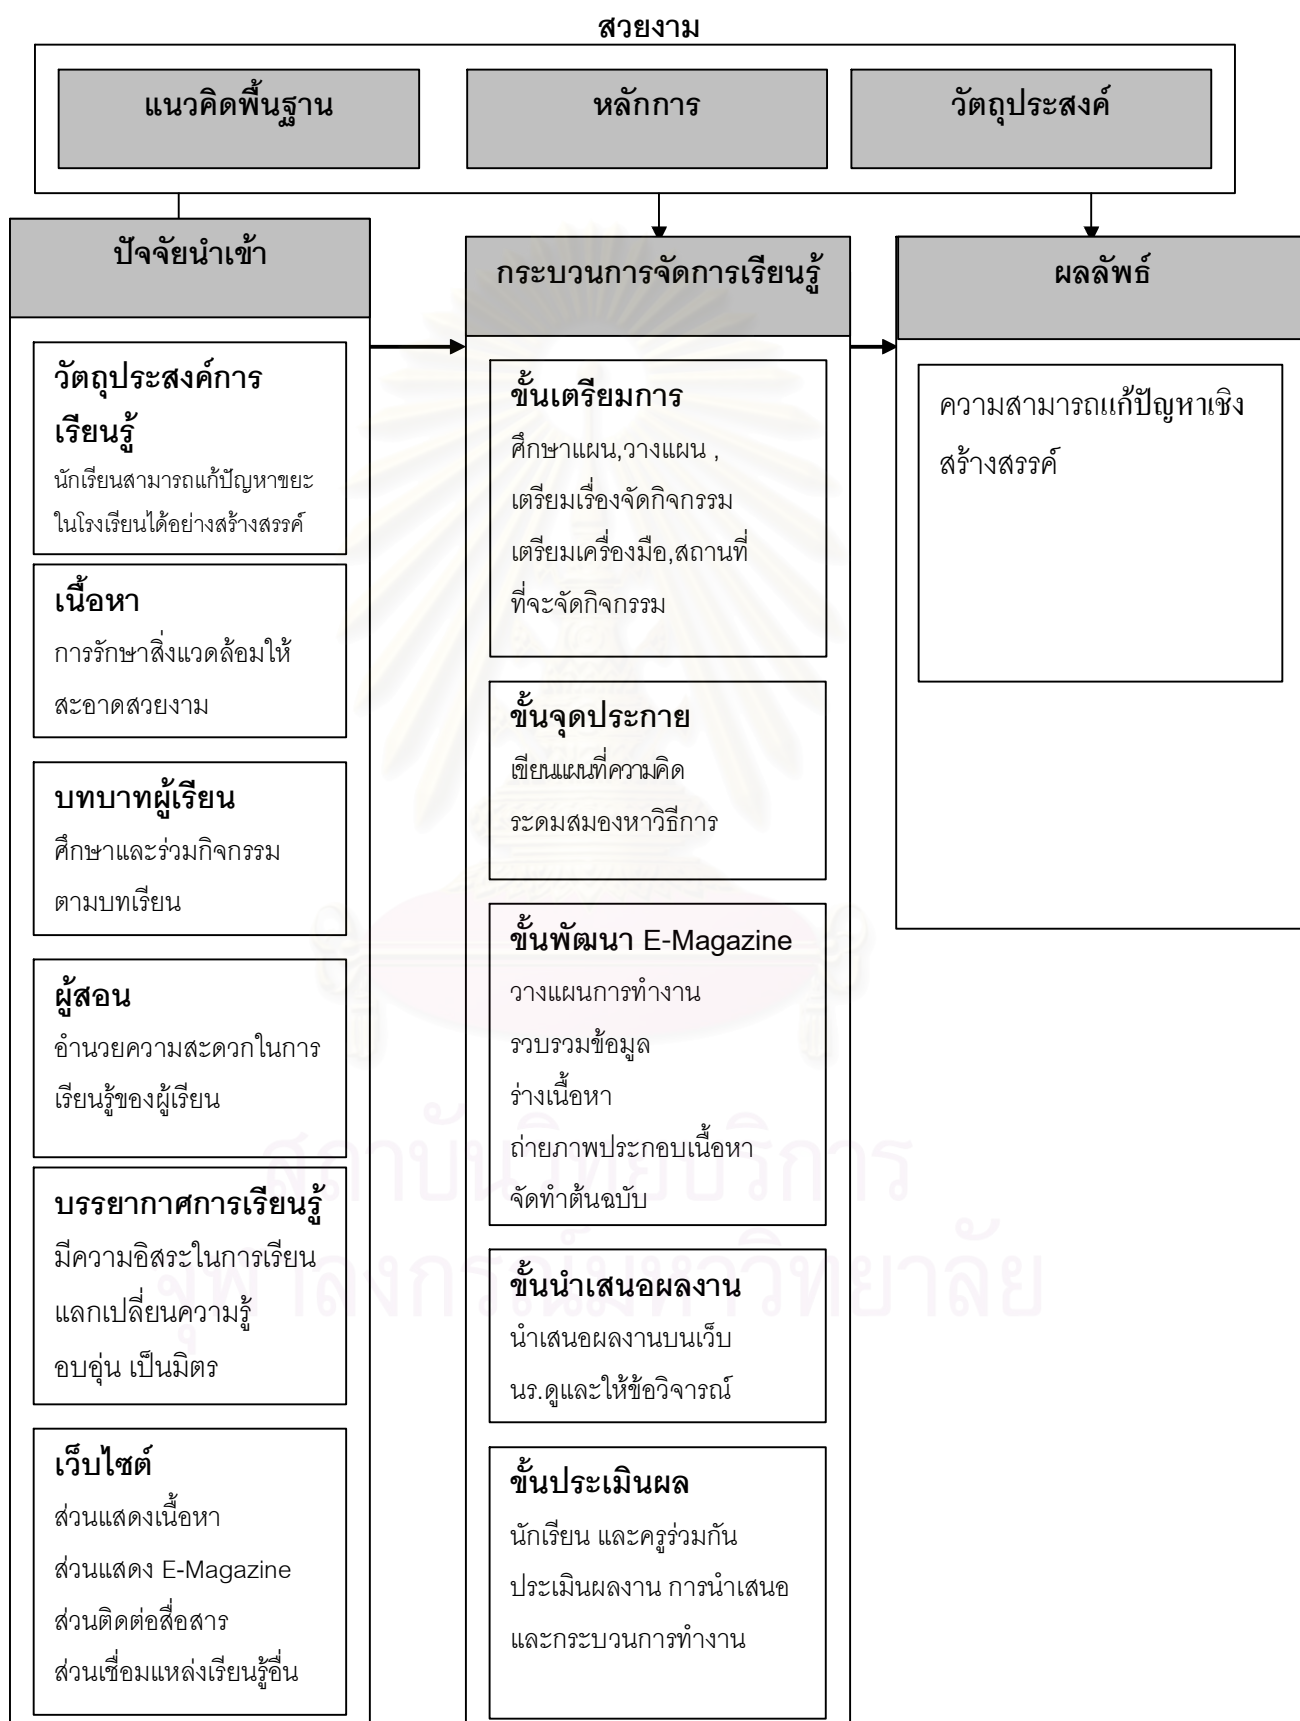 สวยงาม
แนวคิดพื้นฐาน
หลักการ
วัตถุประสงค์
ปัจจัยนำเข้า
วัตถุประสงค์การ
เรียนรู้
นักเรียนสามารถแก้ปัญหาขยะ
ในโรงเรียนได้อย่างสร้างสรรค์
เนื้อหา
การรักษาสิ่งแวดล้อมให้
สะอาดสวยงาม
บทบาทผู้เรียน
ศึกษาและร่วมกิจกรรม
ตามบทเรียน
ผู้สอน
อำนวยความสะดวกในการ
เรียนรู้ของผู้เรียน
บรรยากาศการเรียนรู้
มีความอิสระในการเรียน
แลกเปลี่ยนความรู้
อบอุ่น เป็นมิตร
เว็บไซต์
ส่วนแสดงเนื้อหา
ส่วนแสดง E-Magazine
ส่วนติดต่อสื่อสาร
ส่วนเชื่อมแหล่งเรียนรู้อื่น
กระบวนการจัดการเรียนรู้
ขั้นเตรียมการ
ศึกษาแผน,วางแผน ,
เตรียมเรื่องจัดกิจกรรม
เตรียมเครื่องมือ,สถานที่
ที่จะจัดกิจกรรม
ขั้นจุดประกาย
เขียนแผนที่ความคิด
ระดมสมองหาวิธีการ
ขั้นพัฒนา E-Magazine
วางแผนการทำงาน
รวบรวมข้อมูล
ร่างเนื้อหา
ถ่ายภาพประกอบเนื้อหา
จัดทำต้นฉบับ
ขั้นนำเสนอผลงาน
นำเสนอผลงานบนเว็บ
นร.ดูและให้ข้อวิจารณ์
ขั้นประเมินผล
นักเรียน และครูร่วมกัน
ประเมินผลงาน การนำเสนอ
และกระบวนการทำงาน
ผลลัพธ์
ความสามารถแก้ปัญหาเชิง
สร้างสรรค์
สถาบันวิทยบริการ
จุฬาลงกรณ์มหาวิทยาลัย